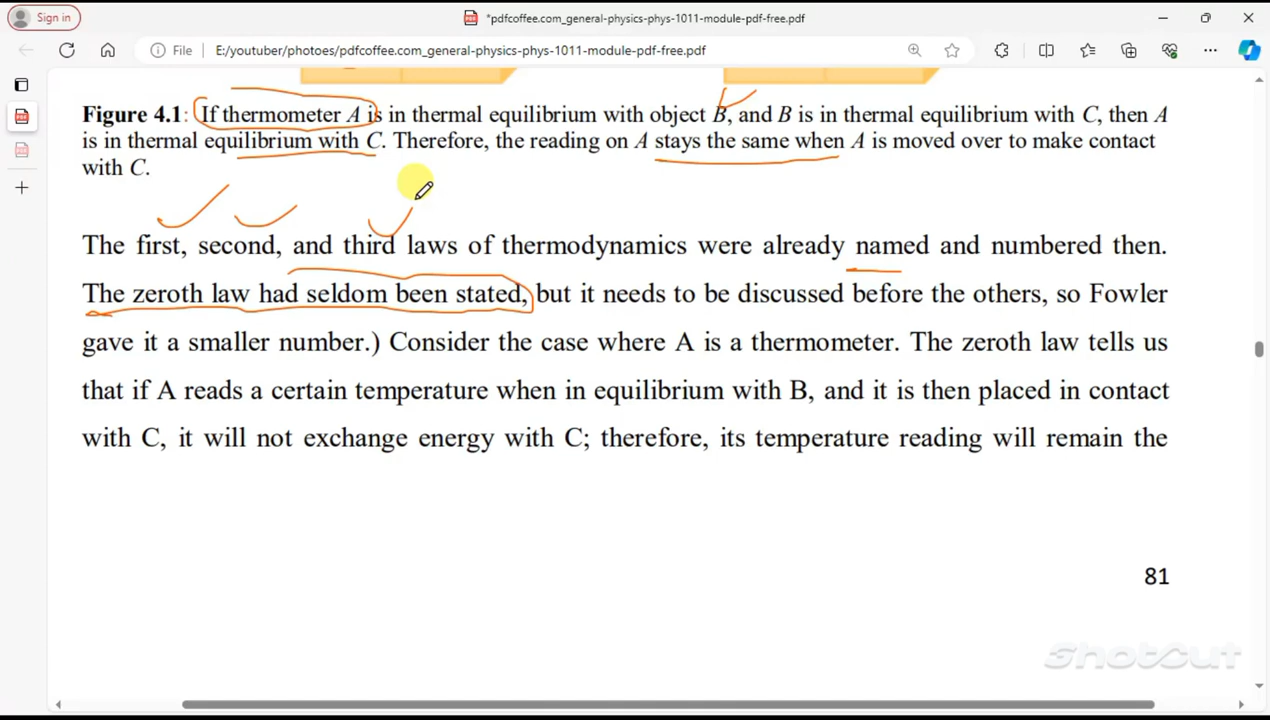 Sign in
*pdfcoffee.com_general-physics-phys-1011-module-pdf-free.pdf
File E:/youtuber/photoes/pdfcoffee.com_general-physics-phys-1011-module-pdf-free.pdf
Figure 4.1: If thermometer A is in thermal equilibrium with object B, and B is in thermal equilibrium with C, then A
is in thermal equilibrium with C. Therefore, the reading on A stays the same when A is moved over to make contact
with C.
The first, second, and third laws of thermodynamics were already named and numbered then.
The zeroth law had seldom been stated, but it needs to be discussed before the others, so Fowler
gave it a smaller number.) Consider the case where A is a thermometer. The zeroth law tells us
that if A reads a certain temperature when in equilibrium with B, and it is then placed in contact
with C, it will not exchange energy with C; therefore, its temperature reading will remain the
81
SHOTCUT